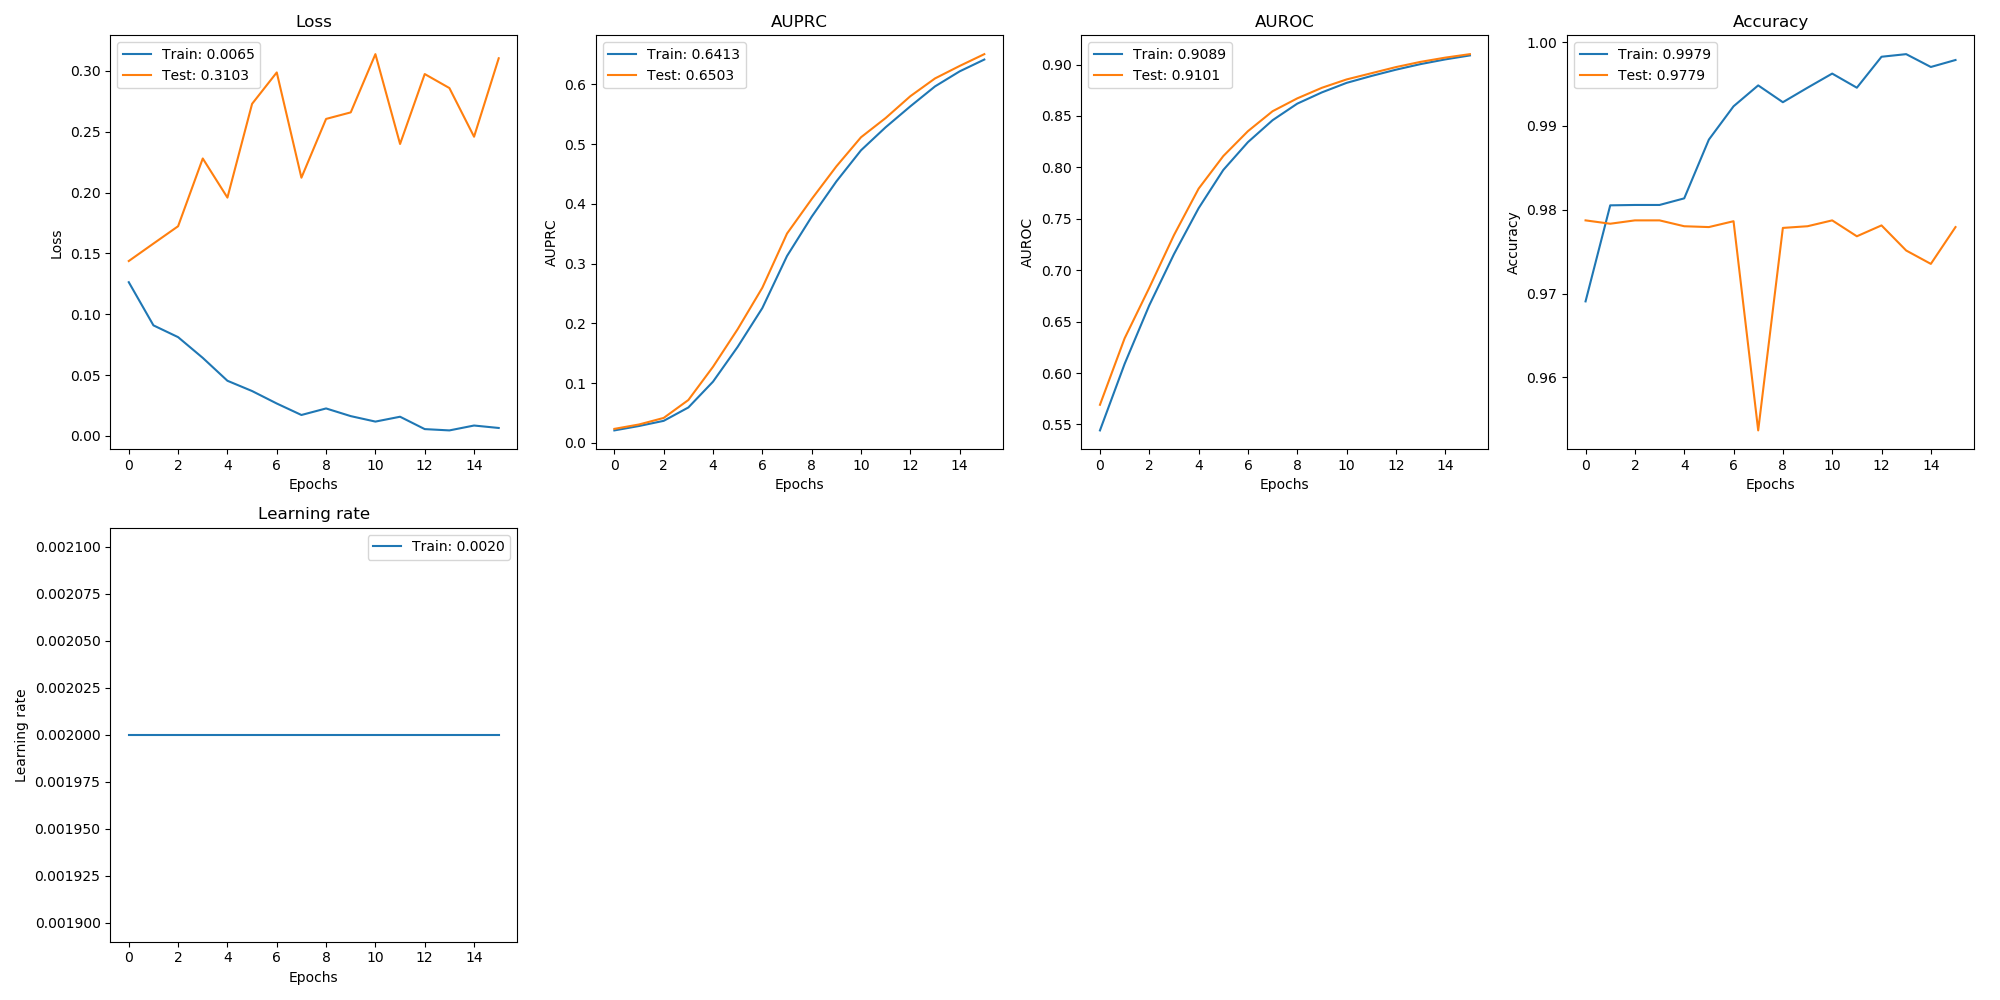 Loss
Train: 0.0065
Test: 0.3103
0.30
0.25
0.20
0.15
0.10
0.05
0.00
Loss
0 2 4 6 8 10 12 14
Epochs
AUPRC
Train: 0.6413
Test: 0.6503
0.6
0.5
0.4
0.3
0.2
0.1
0.0
AUPRC
0 2 4 6 8 10 12 14
Epochs
AUROC
Train: 0.9089
Test: 0.9101
0.90
0.85
0.80
0.75
0.70
0.65
0.60
0.55
AUROC
0 2 4 6 8 10 12 14
Epochs
Accuracy
Train: 0.9979
Test: 0.9779
1.00
0.99
0.98
0.97
0.96
Accuracy
0 2 4 6 8 10 12 14
Epochs
Learning rate
Train: 0.0020
0.002100
0.002075
0.002050
0.002025
0.002000
0.001975
0.001950
0.001925
0.001900
Learning rate
0 2 4 6 8 10 12 14
Epochs